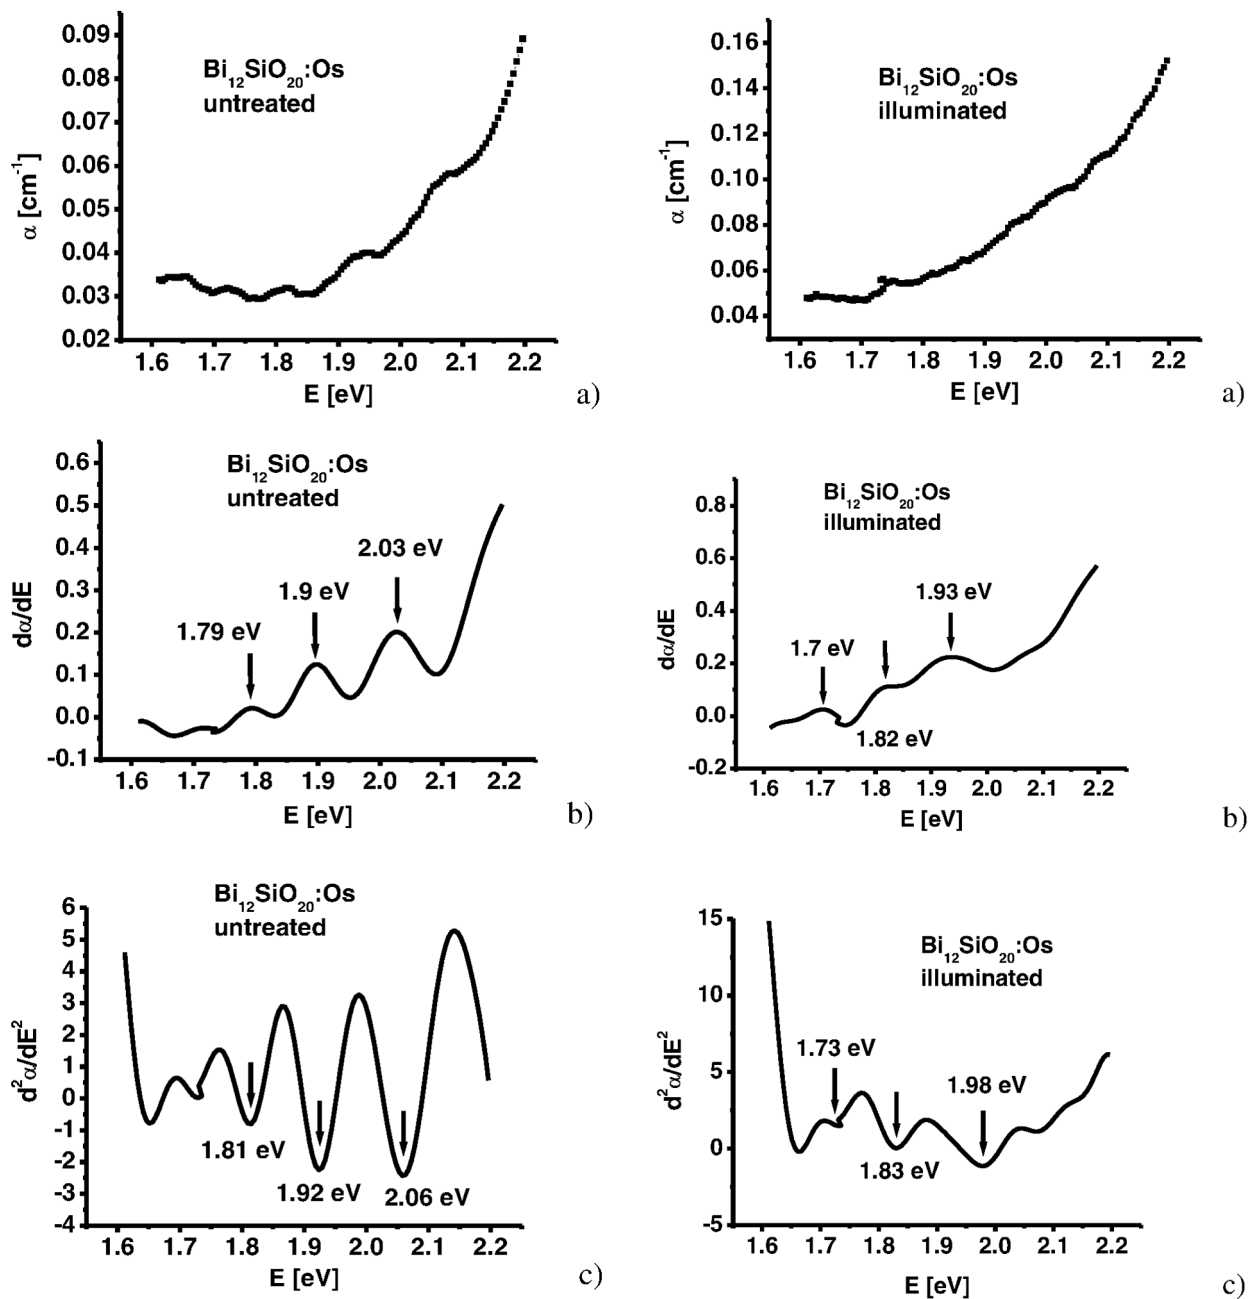 Bi12SiO20:Os
untreated
0.09
0.08
0.07
0.06
0.05
0.04
0.03
0.02
α [cm-1]
1.6 1.7 1.8 1.9 2.0 2.1 2.2
E [eV]
a)
Bi12SiO20:Os
illuminated
0.16
0.14
0.12
0.10
0.08
0.06
0.04
α [cm-1]
1.6 1.7 1.8 1.9 2.0 2.1 2.2
E [eV]
a)
Bi12SiO20:Os
untreated
0.6
0.5
0.4
0.3
0.2
0.1
0.0
-0.1
dα/dE
2.03 eV
1.9 eV
1.79 eV
1.6 1.7 1.8 1.9 2.0 2.1 2.2
E [eV]
b)
Bi12SiO20:Os
illuminated
0.8
0.6
0.4
0.2
0.0
-0.2
dα/dE
1.93 eV
1.7 eV
1.82 eV
1.6 1.7 1.8 1.9 2.0 2.1 2.2
E [eV]
b)
Bi12SiO20:Os
untreated
6
5
4
3
2
1
0
-1
-2
-3
-4
d2α/dE2
1.81 eV
1.92 eV
2.06 eV
1.6 1.7 1.8 1.9 2.0 2.1 2.2
E [eV]
c)
Bi12SiO20:Os
illuminated
15
10
5
0
-5
d2α/dE2
1.73 eV
1.98 eV
1.83 eV
1.6 1.7 1.8 1.9 2.0 2.1 2.2
E [eV]
c)